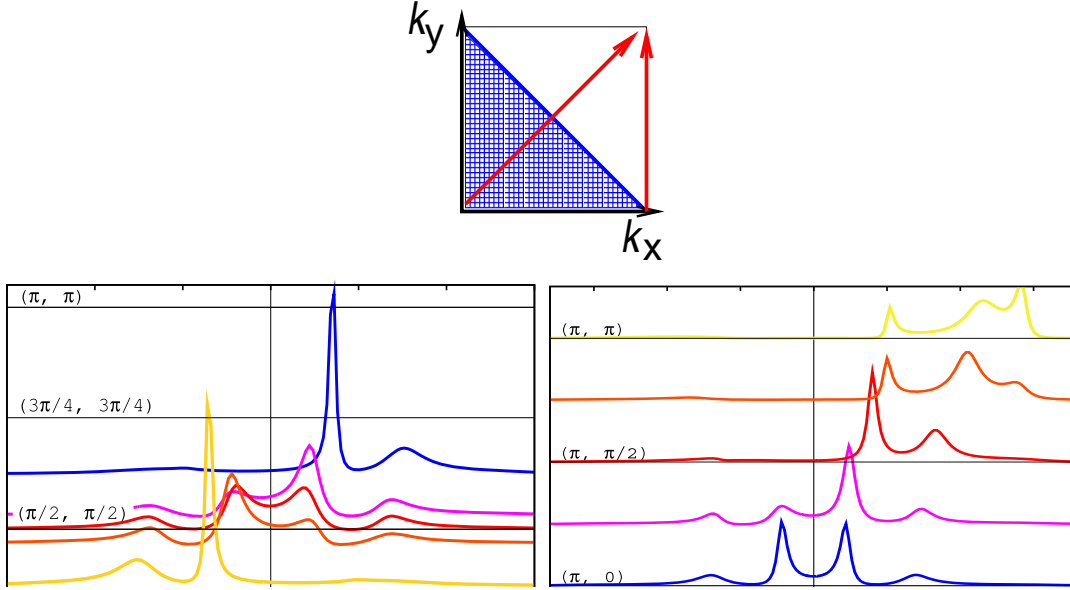 ky
kx
(π, π)
(3π/4, 3π/4)
(π/2, π/2)
(π, π)
(π, π/2)
(π, 0)